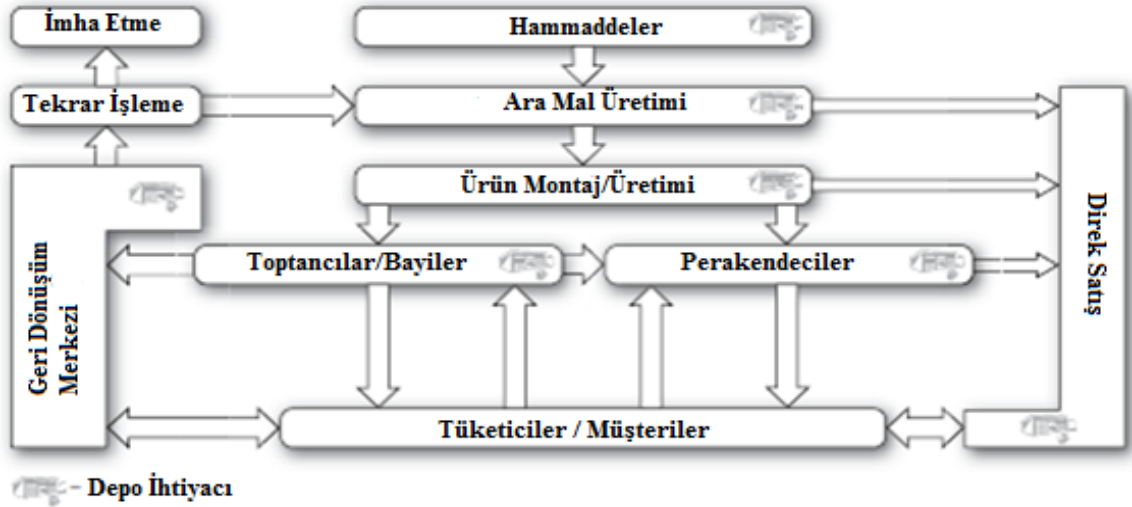 İmha Etme
Hammaddeler
Tekrar İşleme
Ara Mal Üretimi
Ürün Montaj/Üretimi
Toptancılar/Bayiler
Perakendeciler
Geri Dönüşüm
Merkezi
Direk Satış
Tüketiciler / Müşteriler
- Depo İhtiyacı